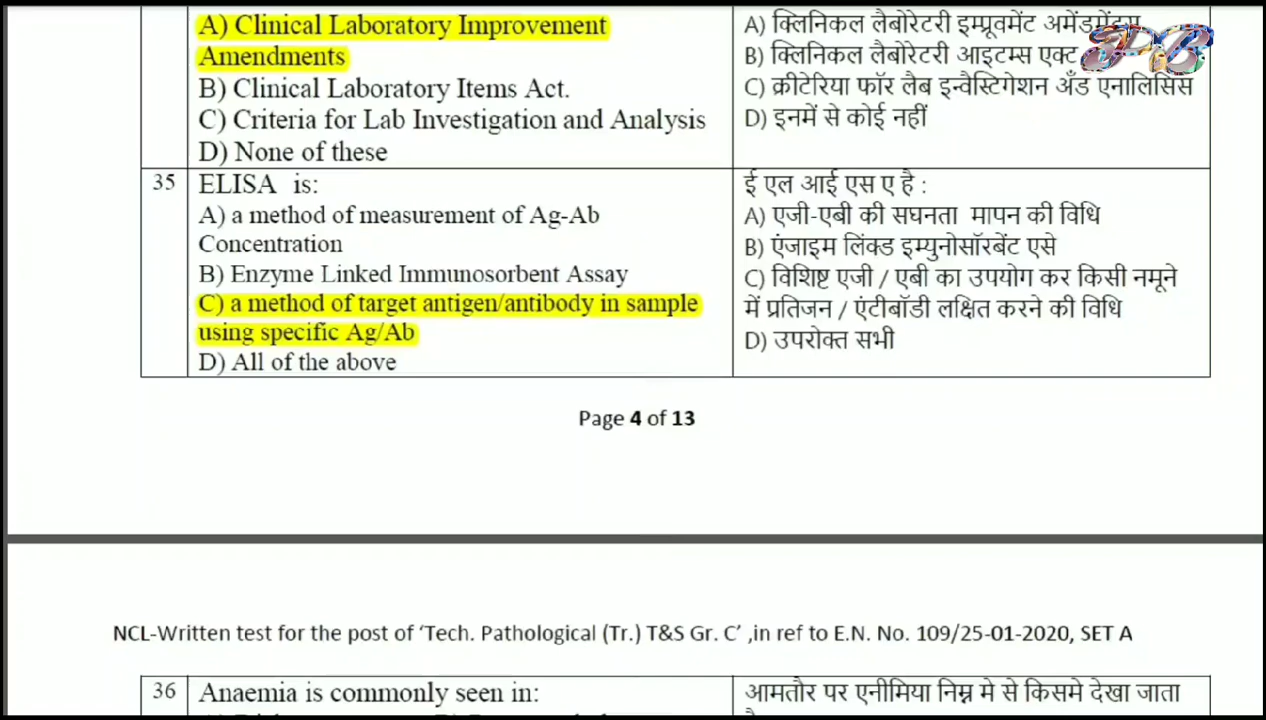 A) Clinical Laboratory Improvement
Amendments
B) Clinical Laboratory Items Act.
C) Criteria for Lab Investigation and Analysis
D) None of these
A) क्लिनिकल लैबोरेटरी इम्प्रूवमेंट अमेंडमेंट्स
B) क्लिनिकल लैबोरेटरी आइटम्स एक्ट
C) क्रीटेरिया फॉर लैब इन्वैस्टिगेशन अँड एनालिसिस
D) इनमें से कोई नहीं
35
ELISA is:
A) a method of measurement of Ag-Ab
Concentration
B) Enzyme Linked Immunosorbent Assay
C) a method of target antigen/antibody in sample
using specific Ag/Ab
D) All of the above
ई एल आई एस ए है :
A) एजी-एबी की सघनता मापन की विधि
B) एंजाइम लिंक्ड इम्युनोसॉरबेंट एसे
C) विशिष्ट एजी / एबी का उपयोग कर किसी नमूने
में प्रतिजन / एंटीबॉडी लक्षित करने की विधि
D) उपरोक्त सभी
Page 4 of 13
NCL-Written test for the post of ‘Tech. Pathological (Tr.) T&S Gr. C’ ,in ref to E.N. No. 109/25-01-2020, SET A
36
Anaemia is commonly seen in:
आमतौर पर एनीमिया निम्न मे से किसमे देखा जाता